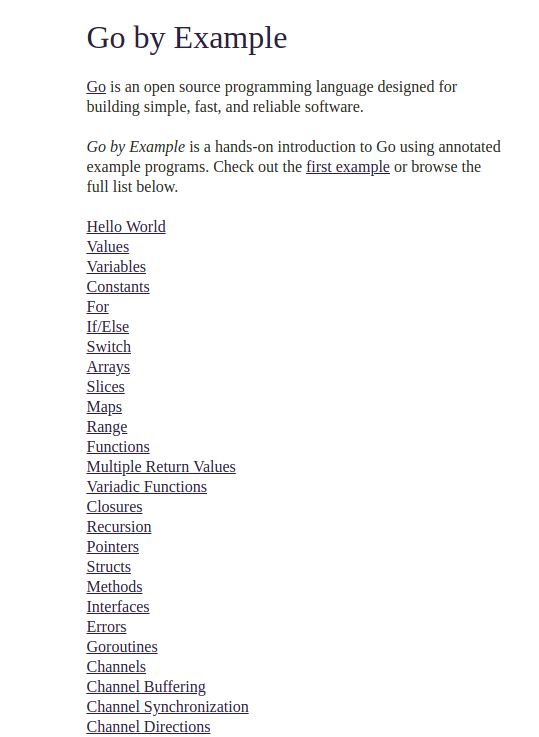 Go by Example
Go is an open source programming language designed for
building simple, fast, and reliable software.
Go by Example is a hands-on introduction to Go using annotated
example programs. Check out the first example or browse the
full list below.
Hello World
Values
Variables
Constants
For
If/Else
Switch
Arrays
Slices
Maps
Range
Functions
Multiple Return Values
Variadic Functions
Closures
Recursion
Pointers
Structs
Methods
Interfaces
Errors
Goroutines
Channels
Channel Buffering
Channel Synchronization
Channel Directions